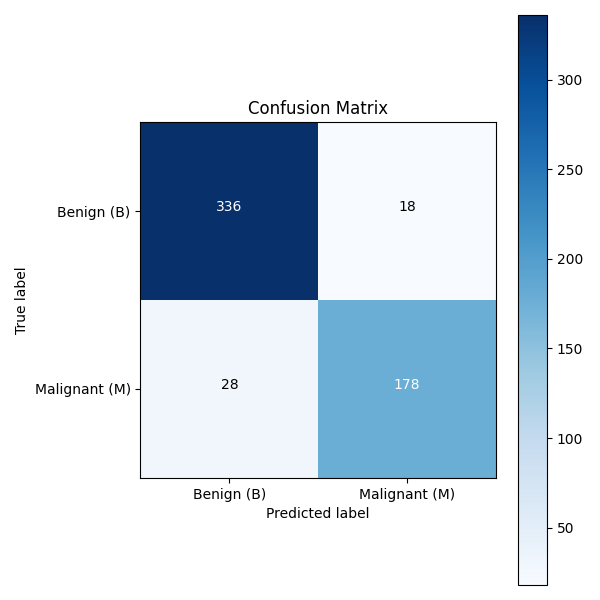 Confusion Matrix
True label
Benign (B)
336
18
Malignant (M)
28
178
Benign (B)
Malignant (M)
Predicted label
300
250
200
150
100
50